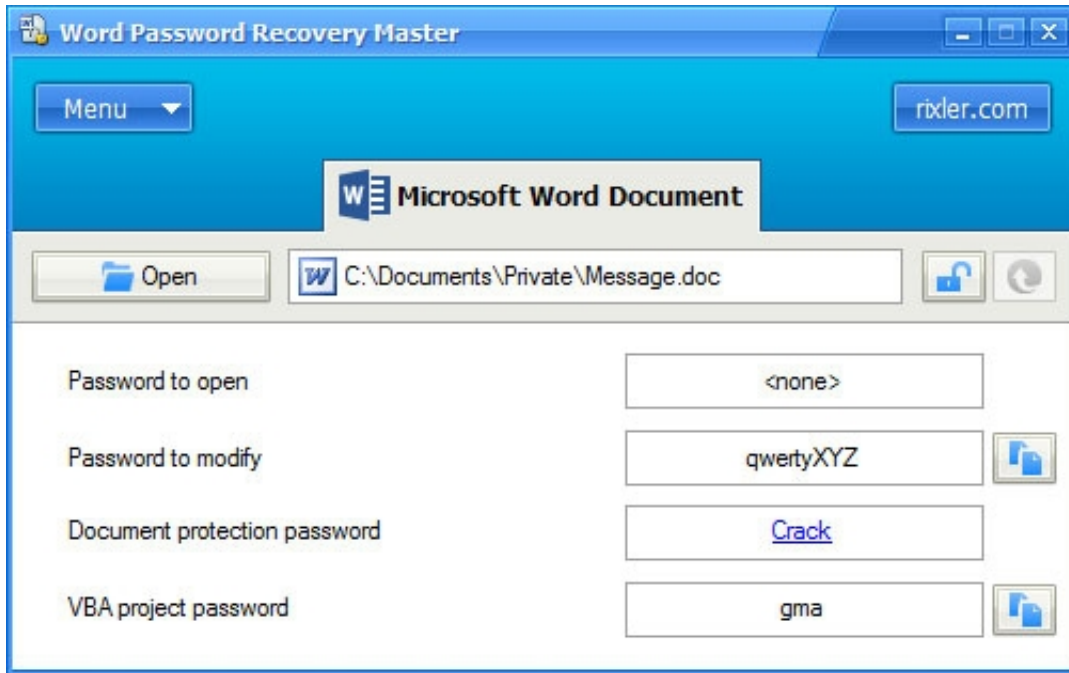 Word Password Recovery Master
Menu
rixler.com
Microsoft Word Document
Open
C:\Documents\Private\Message.doc
Password to open
<none>
Password to modify
qwertyXYZ
Document protection password
Crack
VBA project password
gma